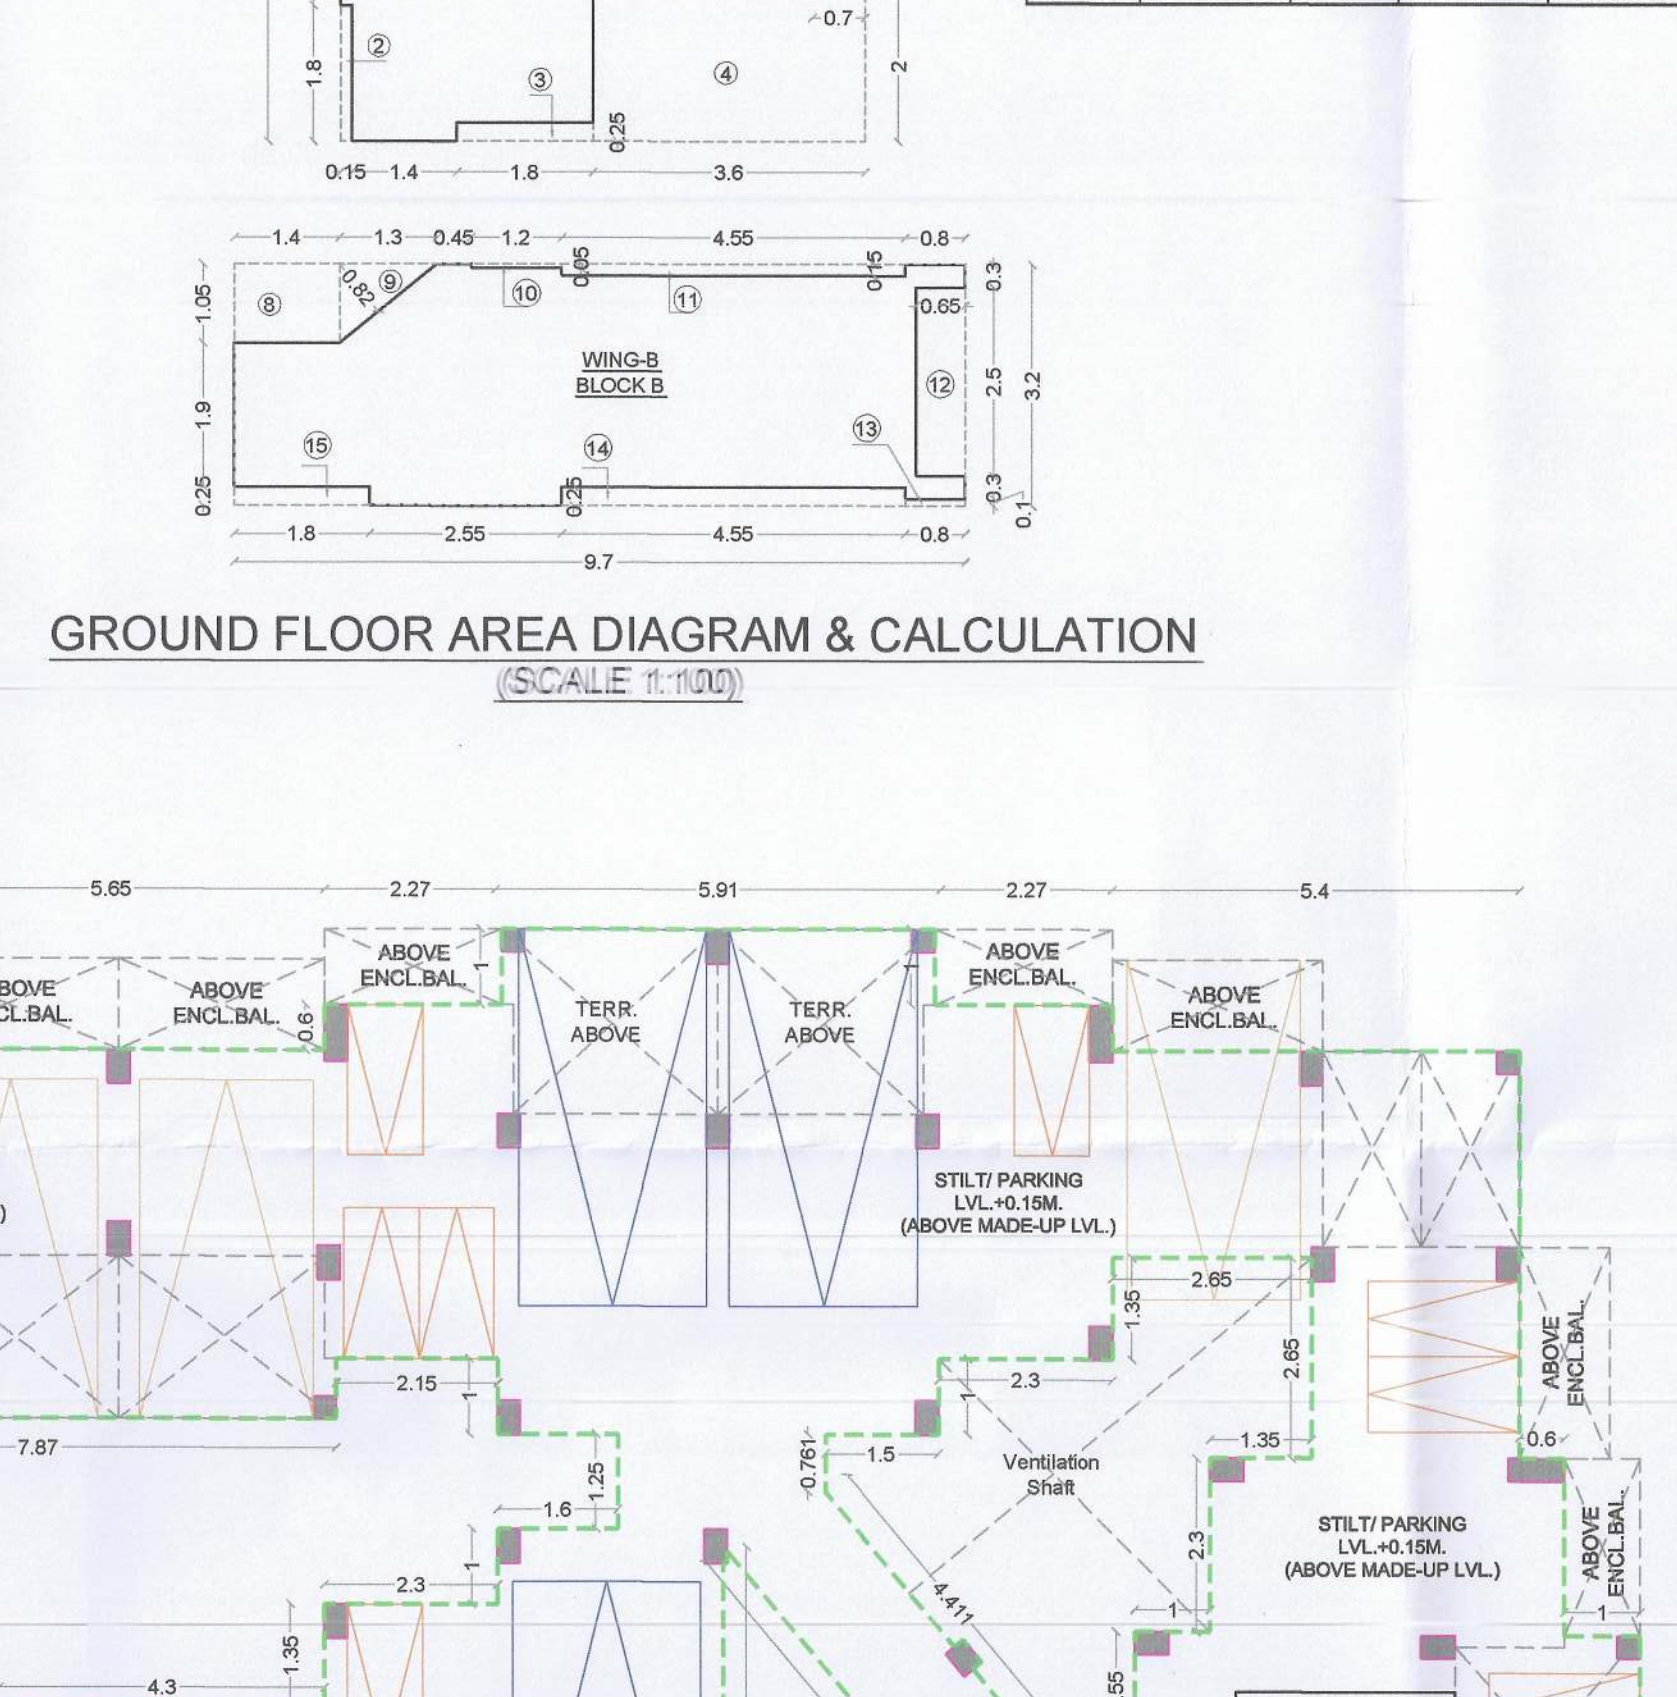 0.7
2
1.8
3
4
2
0.25
0.15 1.4 1.8 3.6
1.4 1.3 0.45 1.2 4.55 0.8
0.05
0.15
0.3
1.05
8
0.82
9
10
11
0.65
WING-B
BLOCK B
12
2.5
3.2
1.9
13
15
14
0.25
0.25
0.3
0.1
1.8 2.55 4.55 0.8
9.7
GROUND FLOOR AREA DIAGRAM & CALCULATION
(SCALE 1:100)
5.65 2.27 5.91 2.27 5.4
ABOVE
ENCL.BAL.
1
1
ABOVE
ENCL.BAL.
BOVE
CL.BAL.
ABOVE
ENCL.BAL.
0.6
TERR.
ABOVE
TERR.
ABOVE
ABOVE
ENCL.BAL.
STILT/ PARKING
LVL.+0.15M.
(ABOVE MADE-UP LVL.)
)
2.65
1.35
2.65
ABOVE
ENCL.BAL.
2.15
1
2.3
1
7.87
0.761
1.5
1.35
0.6
Ventilation
Shaft
1.25
1.6
2.3
STILT/ PARKING
LVL.+0.15M.
(ABOVE MADE-UP LVL.)
ABOVE
ENCL.BAL.
1
2.3
4.411
1
1
1.35
4.3
.55